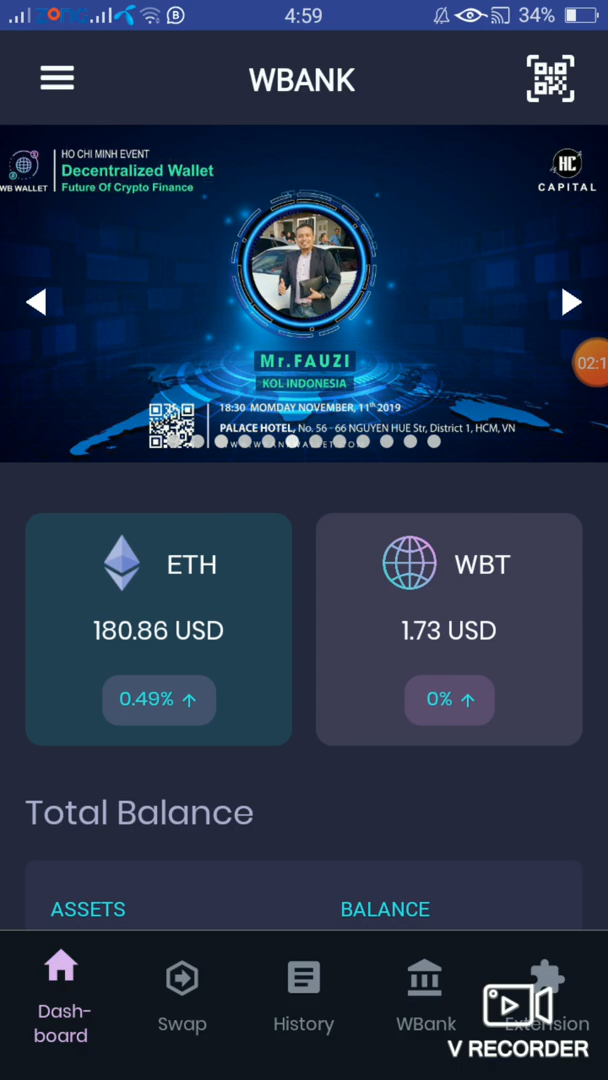 zong
4:59
34%
WBANK
HO CHI MINH EVENT
Decentralized Wallet
Future Of Crypto Finance
WB WALLET
HC
CAPITAL
02:1
Mr.FAUZI
KOL INDONESIA
18:30 MOMDAY NOVEMBER, 11th 2019
PALACE HOTEL, No. 56 - 66 NGUYEN HUE Str, District 1, HCM, VN
ETH
180.86 USD
0.49% ↑
WBT
1.73 USD
0% ↑
Total Balance
ASSETS
BALANCE
Dash-
board
Swap
History
WBank
Extension
V RECORDER